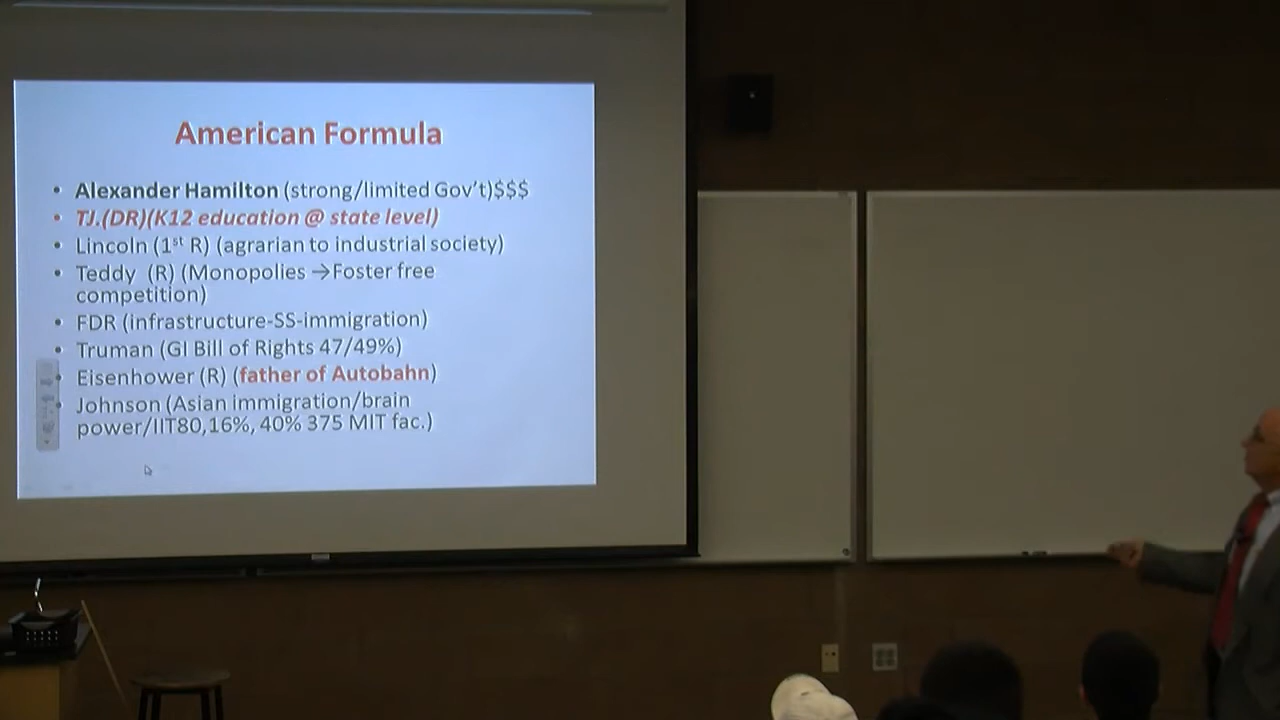 American Formula
• Alexander Hamilton (strong/limited Gov't)$$$
• TJ.(DR)(K12 education @ state level)
• Lincoln (1st R) (agrarian to industrial society)
• Teddy (R) (Monopolies →Foster free
competition)
• FDR (infrastructure-SS-immigration)
• Truman (GI Bill of Rights 47/49%)
• Eisenhower (R) (father of Autobahn)
• Johnson (Asian immigration/brain
power/IIT80,16%, 40% 375 MIT fac.)